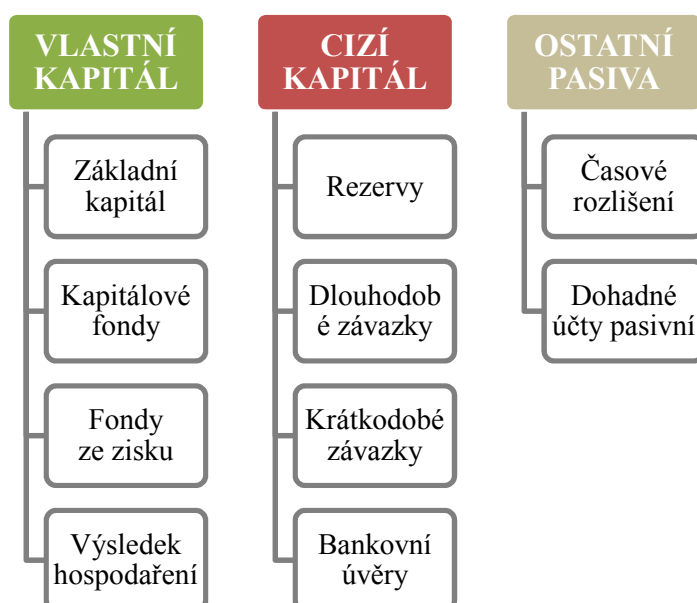 VLASTNÍ
KAPITÁL
Základní
kapitál
Kapitálové
fondy
Fondy
ze zisku
Výsledek
hospodaření
CIZÍ
KAPITÁL
Rezervy
Dlouhodob
é závazky
Krátkodobé
závazky
Bankovní
úvěry
OSTATNÍ
PASIVA
Časové
rozlišení
Dohadné
účty pasivní